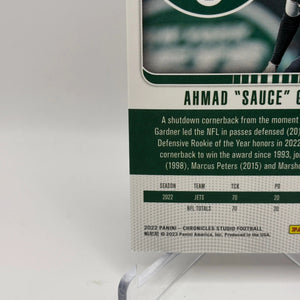 AHMAD "SAUCE" G
A shutdown cornerback from the moment
Gardner led the NFL in passes defensed (20
Defensive Rookie of the Year honors in 2022
cornerback to win the award since 1993, joi
(1998), Marcus Peters (2015) and Marsho
SEASON TEAM TCK PD
2022 JETS 75 20
NFL TOTALS 75 20
2022 PANINI – CHRONICLES STUDIO FOOTBALL
© 2023 Panini America, Inc. Produced in the USA.